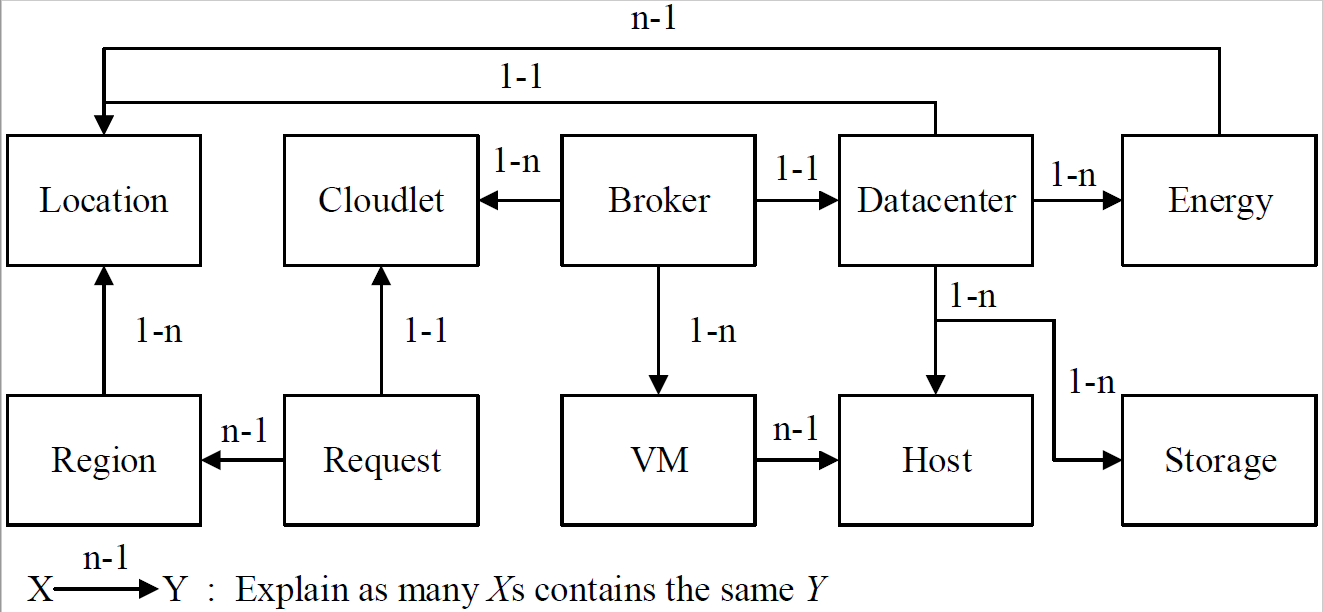 n-1
1-1
Location
Cloudlet
1-n
Broker
1-1
Datacenter
1-n
Energy
1-n
1-1
1-n
1-n
1-n
Region
n-1
Request
VM
n-1
Host
Storage
n-1
X Y : Explain as many Xs contains the same Y